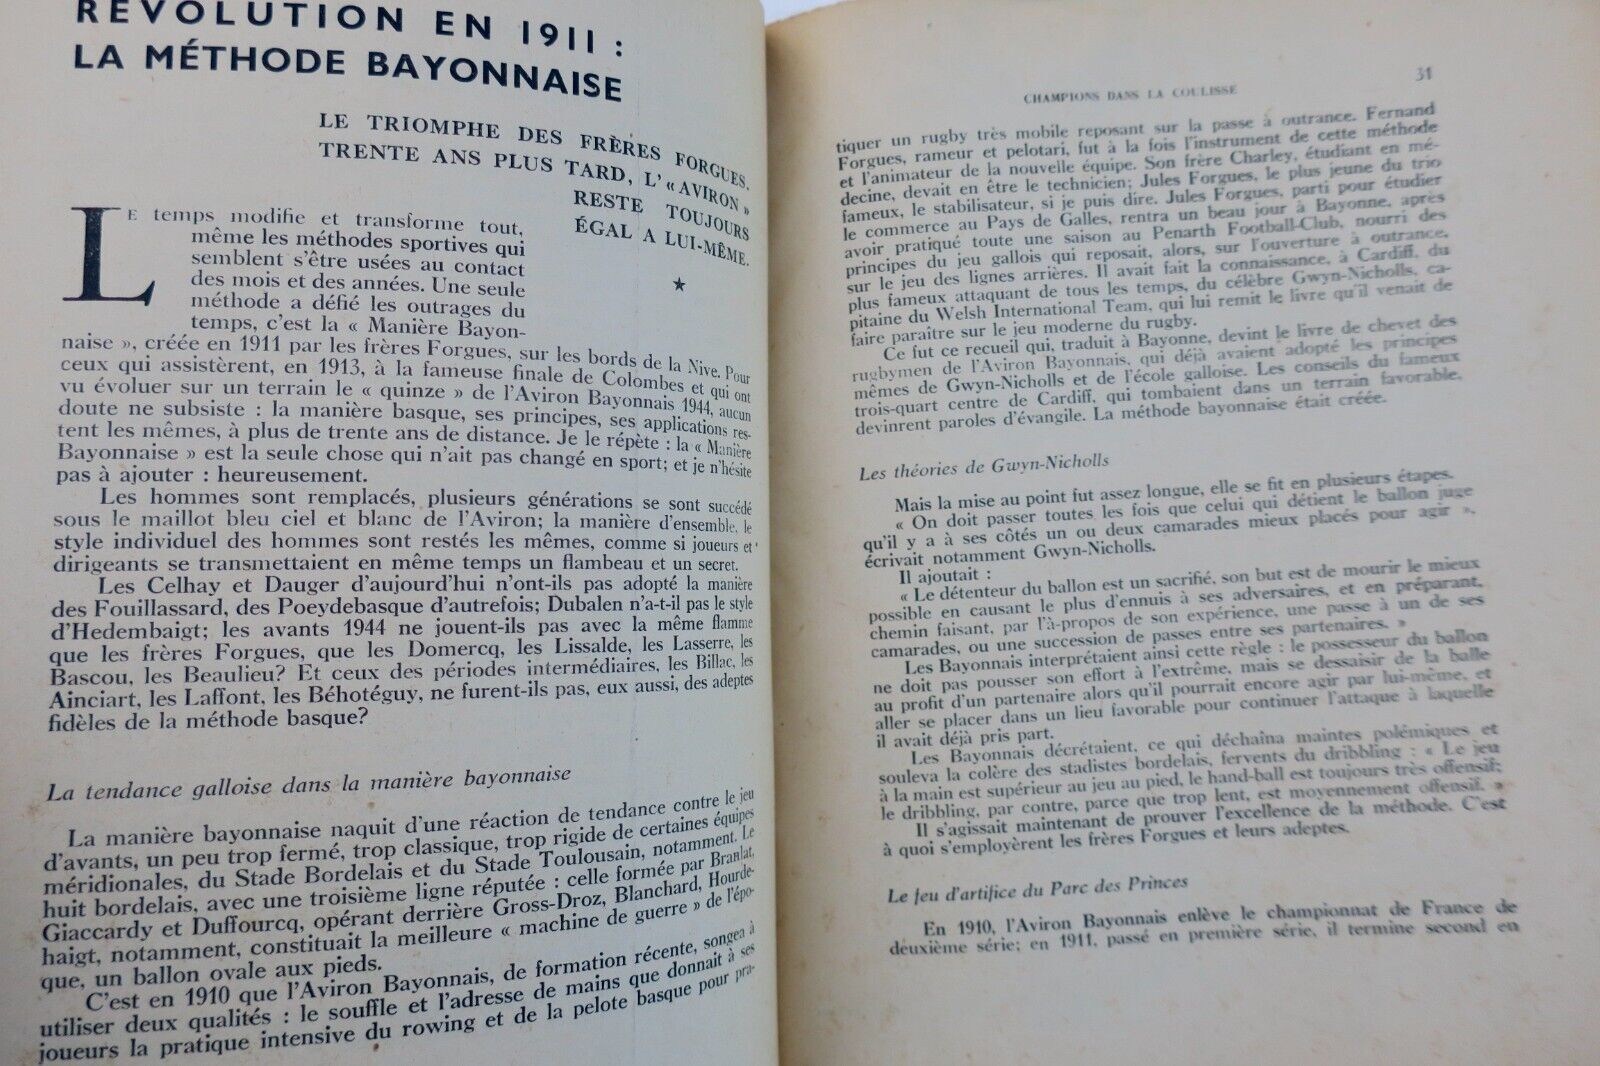 RÉVOLUTION EN 1911 :
LA MÉTHODE BAYONNAISE
LE TRIOMPHE DES FRÈRES FORGUES.
TRENTE ANS PLUS TARD, L'« AVIRON »
RESTE TOUJOURS
ÉGAL A LUI-MÊME.
★
LE temps modifie et transforme tout,
même les méthodes sportives qui
semblent s'être usées au contact
des mois et des années. Une seule
méthode a défié les outrages du
temps, c'est la « Manière Bayon-
naise », créée en 1911 par les frères Forgues, sur les bords de la Nive. Pour
ceux qui assistèrent, en 1913, à la fameuse finale de Colombes et qui ont
vu évoluer sur un terrain le « quinze » de l'Aviron Bayonnais 1944, aucun
doute ne subsiste : la manière basque, ses principes, ses applications res-
tent les mêmes, à plus de trente ans de distance. Je le répète : la « Manière
Bayonnaise » est la seule chose qui n'ait pas changé en sport; et je n'hésite
pas à ajouter : heureusement.
Les hommes sont remplacés, plusieurs générations se sont succédé
sous le maillot bleu ciel et blanc de l'Aviron; la manière d'ensemble, le
style individuel des hommes sont restés les mêmes, comme si joueurs et
dirigeants se transmettaient en même temps un flambeau et un secret.
Les Celhay et Dauger d'aujourd'hui n'ont-ils pas adopté la manière
des Fouillassard, des Poeydebasque d'autrefois; Dubalen n'a-t-il pas le style
d'Hedembaigt; les avants 1944 ne jouent-ils pas avec la même flamme
que les frères Forgues, que les Domercq, les Lissalde, les Lasserre, les
Bascou, les Beaulieu? Et ceux des périodes intermédiaires, les Billac, les
Ainciart, les Laffont, les Béhotéguy, ne furent-ils pas, eux aussi, des adeptes
fidèles de la méthode basque?
La tendance galloise dans la manière bayonnaise
La manière bayonnaise naquit d'une réaction de tendance contre le jeu
d'avants, un peu trop fermé, trop classique, trop rigide de certaines équipes
méridionales, du Stade Bordelais et du Stade Toulousain, notamment. Le
huit bordelais, avec une troisième ligne réputée : celle formée par Branlat,
Giaccardy et Duffourcq, opérant derrière Gross-Droz, Blanchard, Hourde-
haigt, notamment, constituait la meilleure « machine de guerre » de l'épo-
que, un ballon ovale aux pieds.
C'est en 1910 que l'Aviron Bayonnais, de formation récente, songea à
utiliser deux qualités : le souffle et l'adresse de mains que donnait à ses
joueurs la pratique intensive du rowing et de la pelote basque pour pra-
CHAMPIONS DANS LA COULISSE
31
tiquer un rugby très mobile reposant sur la passe à outrance. Fernand
Forgues, rameur et pelotari, fut à la fois l'instrument de cette méthode
et l'animateur de la nouvelle équipe. Son frère Charley, étudiant en mé-
decine, devait en être le technicien; Jules Forgues, le plus jeune du trio
fameux, le stabilisateur, si je puis dire. Jules Forgues, parti pour étudier
le commerce au Pays de Galles, rentra un beau jour à Bayonne, après
avoir pratiqué toute une saison au Penarth Football-Club, nourri des
principes du jeu gallois qui reposait, alors, sur l'ouverture à outrance,
sur le jeu des lignes arrières. Il avait fait la connaissance, à Cardiff, du
plus fameux attaquant de tous les temps, du célèbre Gwyn-Nicholls, ca-
pitaine du Welsh International Team, qui lui remit le livre qu'il venait de
faire paraître sur le jeu moderne du rugby.
Ce fut ce recueil qui, traduit à Bayonne, devint le livre de chevet des
rugbymen de l'Aviron Bayonnais, qui déjà avaient adopté les principes
mêmes de Gwyn-Nicholls et de l'école galloise. Les conseils du fameux
trois-quart centre de Cardiff, qui tombaient dans un terrain favorable,
devinrent paroles d'évangile. La méthode bayonnaise était créée.
Les théories de Gwyn-Nicholls
Mais la mise au point fut assez longue, elle se fit en plusieurs étapes.
« On doit passer toutes les fois que celui qui détient le ballon juge
qu'il y a à ses côtés un ou deux camarades mieux placés pour agir »,
écrivait notamment Gwyn-Nicholls.
Il ajoutait :
« Le détenteur du ballon est un sacrifié, son but est de mourir le mieux
possible en causant le plus d'ennuis à ses adversaires, et en préparant,
chemin faisant, par l'à-propos de son expérience, une passe à un de ses
camarades, ou une succession de passes entre ses partenaires. »
Les Bayonnais interprétaient ainsi cette règle : le possesseur du ballon
ne doit pas pousser son effort à l'extrême, mais se dessaisir de la balle
au profit d'un partenaire alors qu'il pourrait encore agir par lui-même, et
aller se placer dans un lieu favorable pour continuer l'attaque à laquelle
il avait déjà pris part.
Les Bayonnais décrétaient, ce qui déchaîna maintes polémiques et
souleva la colère des stadistes bordelais, fervents du dribbling : « Le jeu
à la main est supérieur au jeu au pied, le hand-ball est toujours très offensif;
le dribbling, par contre, parce que trop lent, est moyennement offensif. »
Il s'agissait maintenant de prouver l'excellence de la méthode. C'est
à quoi s'employèrent les frères Forgues et leurs adeptes.
Le feu d'artifice du Parc des Princes
En 1910, l'Aviron Bayonnais enlève le championnat de France de
deuxième série; en 1911, passé en première série, il termine second en